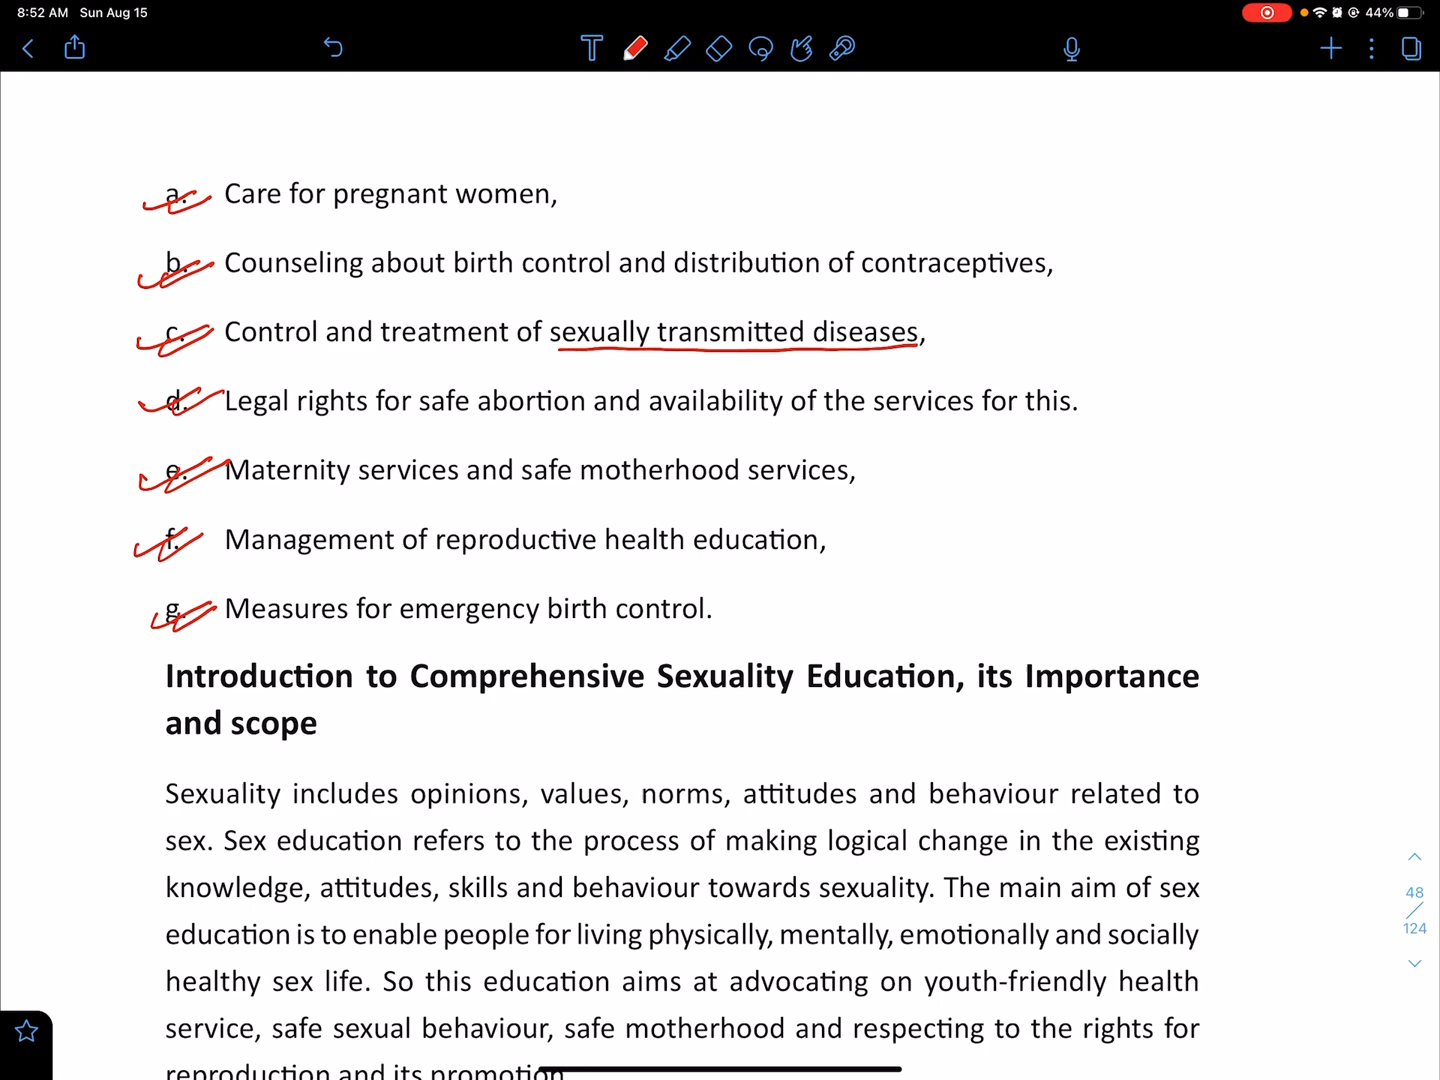 8:52 AM Sun Aug 15
44%
a. Care for pregnant women,
b. Counseling about birth control and distribution of contraceptives,
c. Control and treatment of sexually transmitted diseases,
d. Legal rights for safe abortion and availability of the services for this.
e. Maternity services and safe motherhood services,
f. Management of reproductive health education,
g. Measures for emergency birth control.
Introduction to Comprehensive Sexuality Education, its Importance
and scope
Sexuality includes opinions, values, norms, attitudes and behaviour related to
sex. Sex education refers to the process of making logical change in the existing
knowledge, attitudes, skills and behaviour towards sexuality. The main aim of sex
education is to enable people for living physically, mentally, emotionally and socially
healthy sex life. So this education aims at advocating on youth-friendly health
service, safe sexual behaviour, safe motherhood and respecting to the rights for
reproduction and its promotion.
48
124